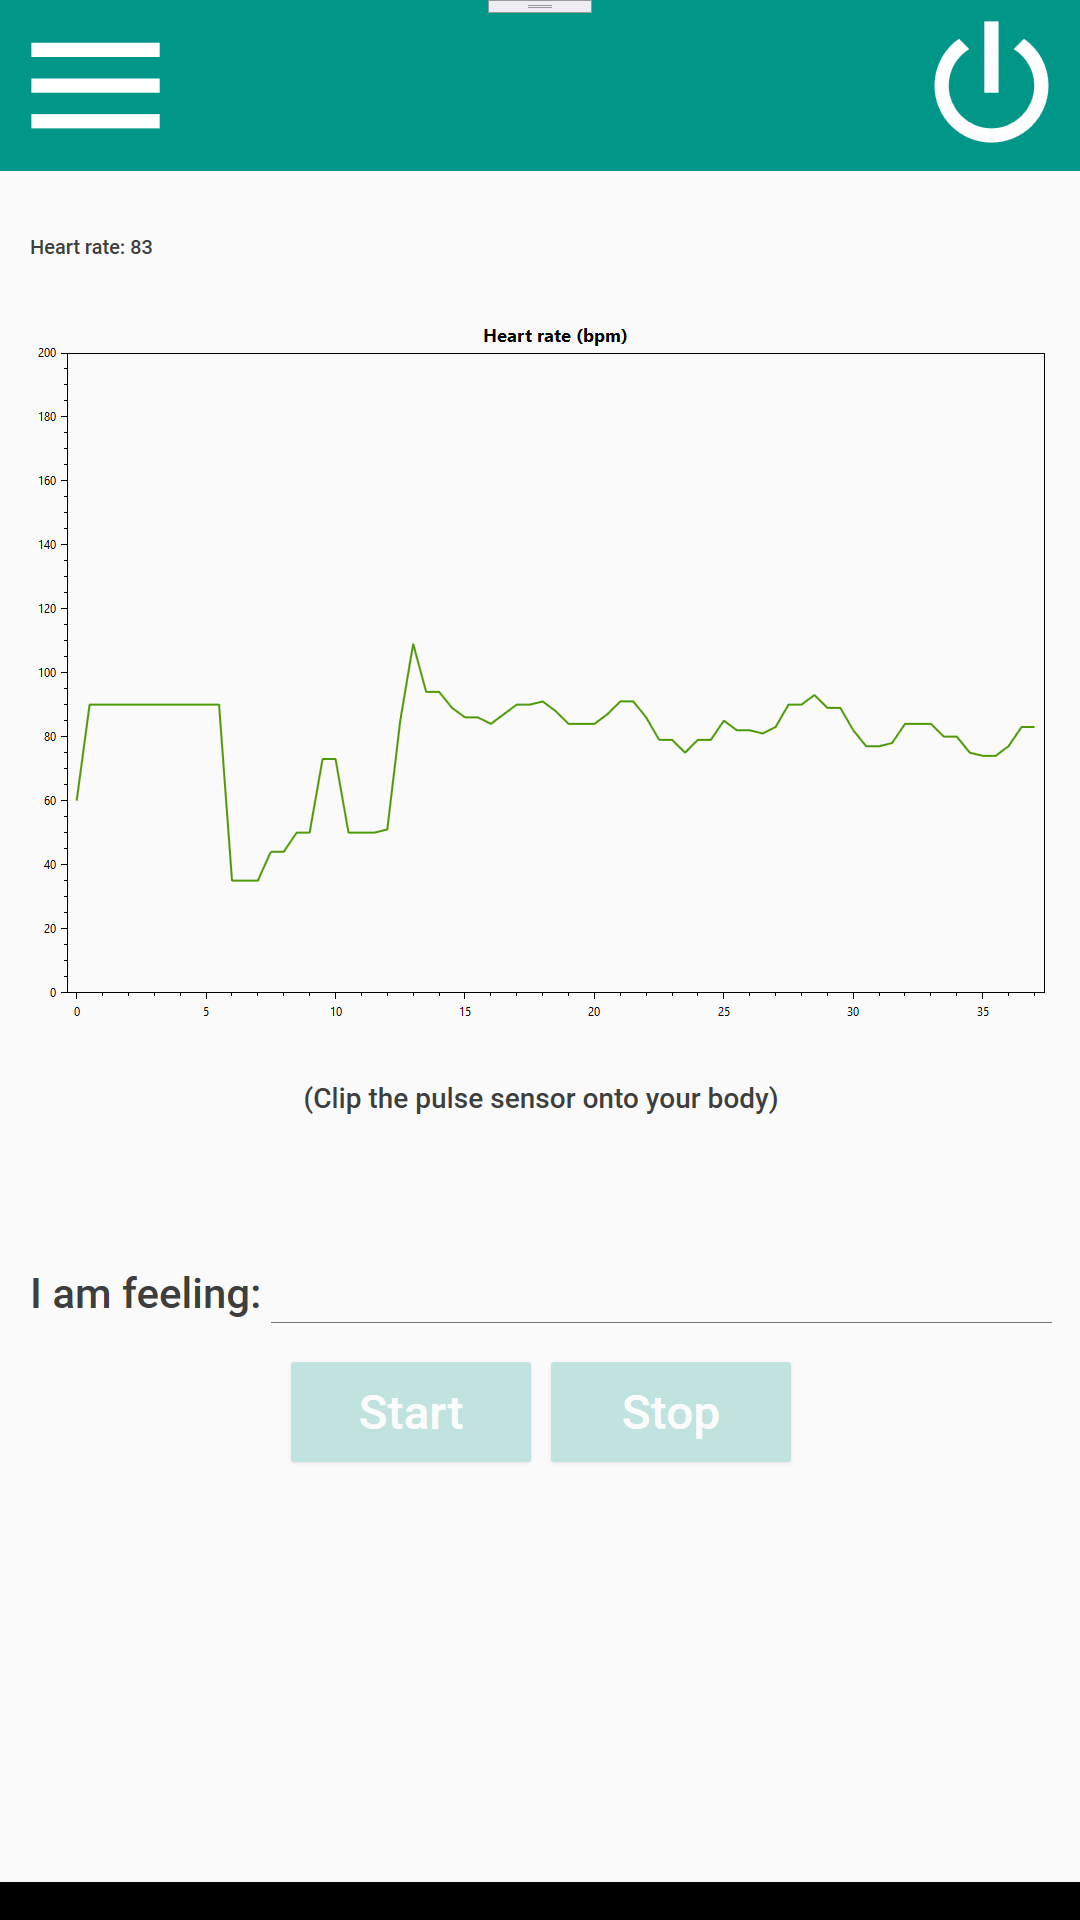 Heart rate: 83
Heart rate (bpm)
200
180
160
140
120
100
80
60
40
20
0
0 5 10 15 20 25 30 35
(Clip the pulse sensor onto your body)
I am feeling:
Start Stop